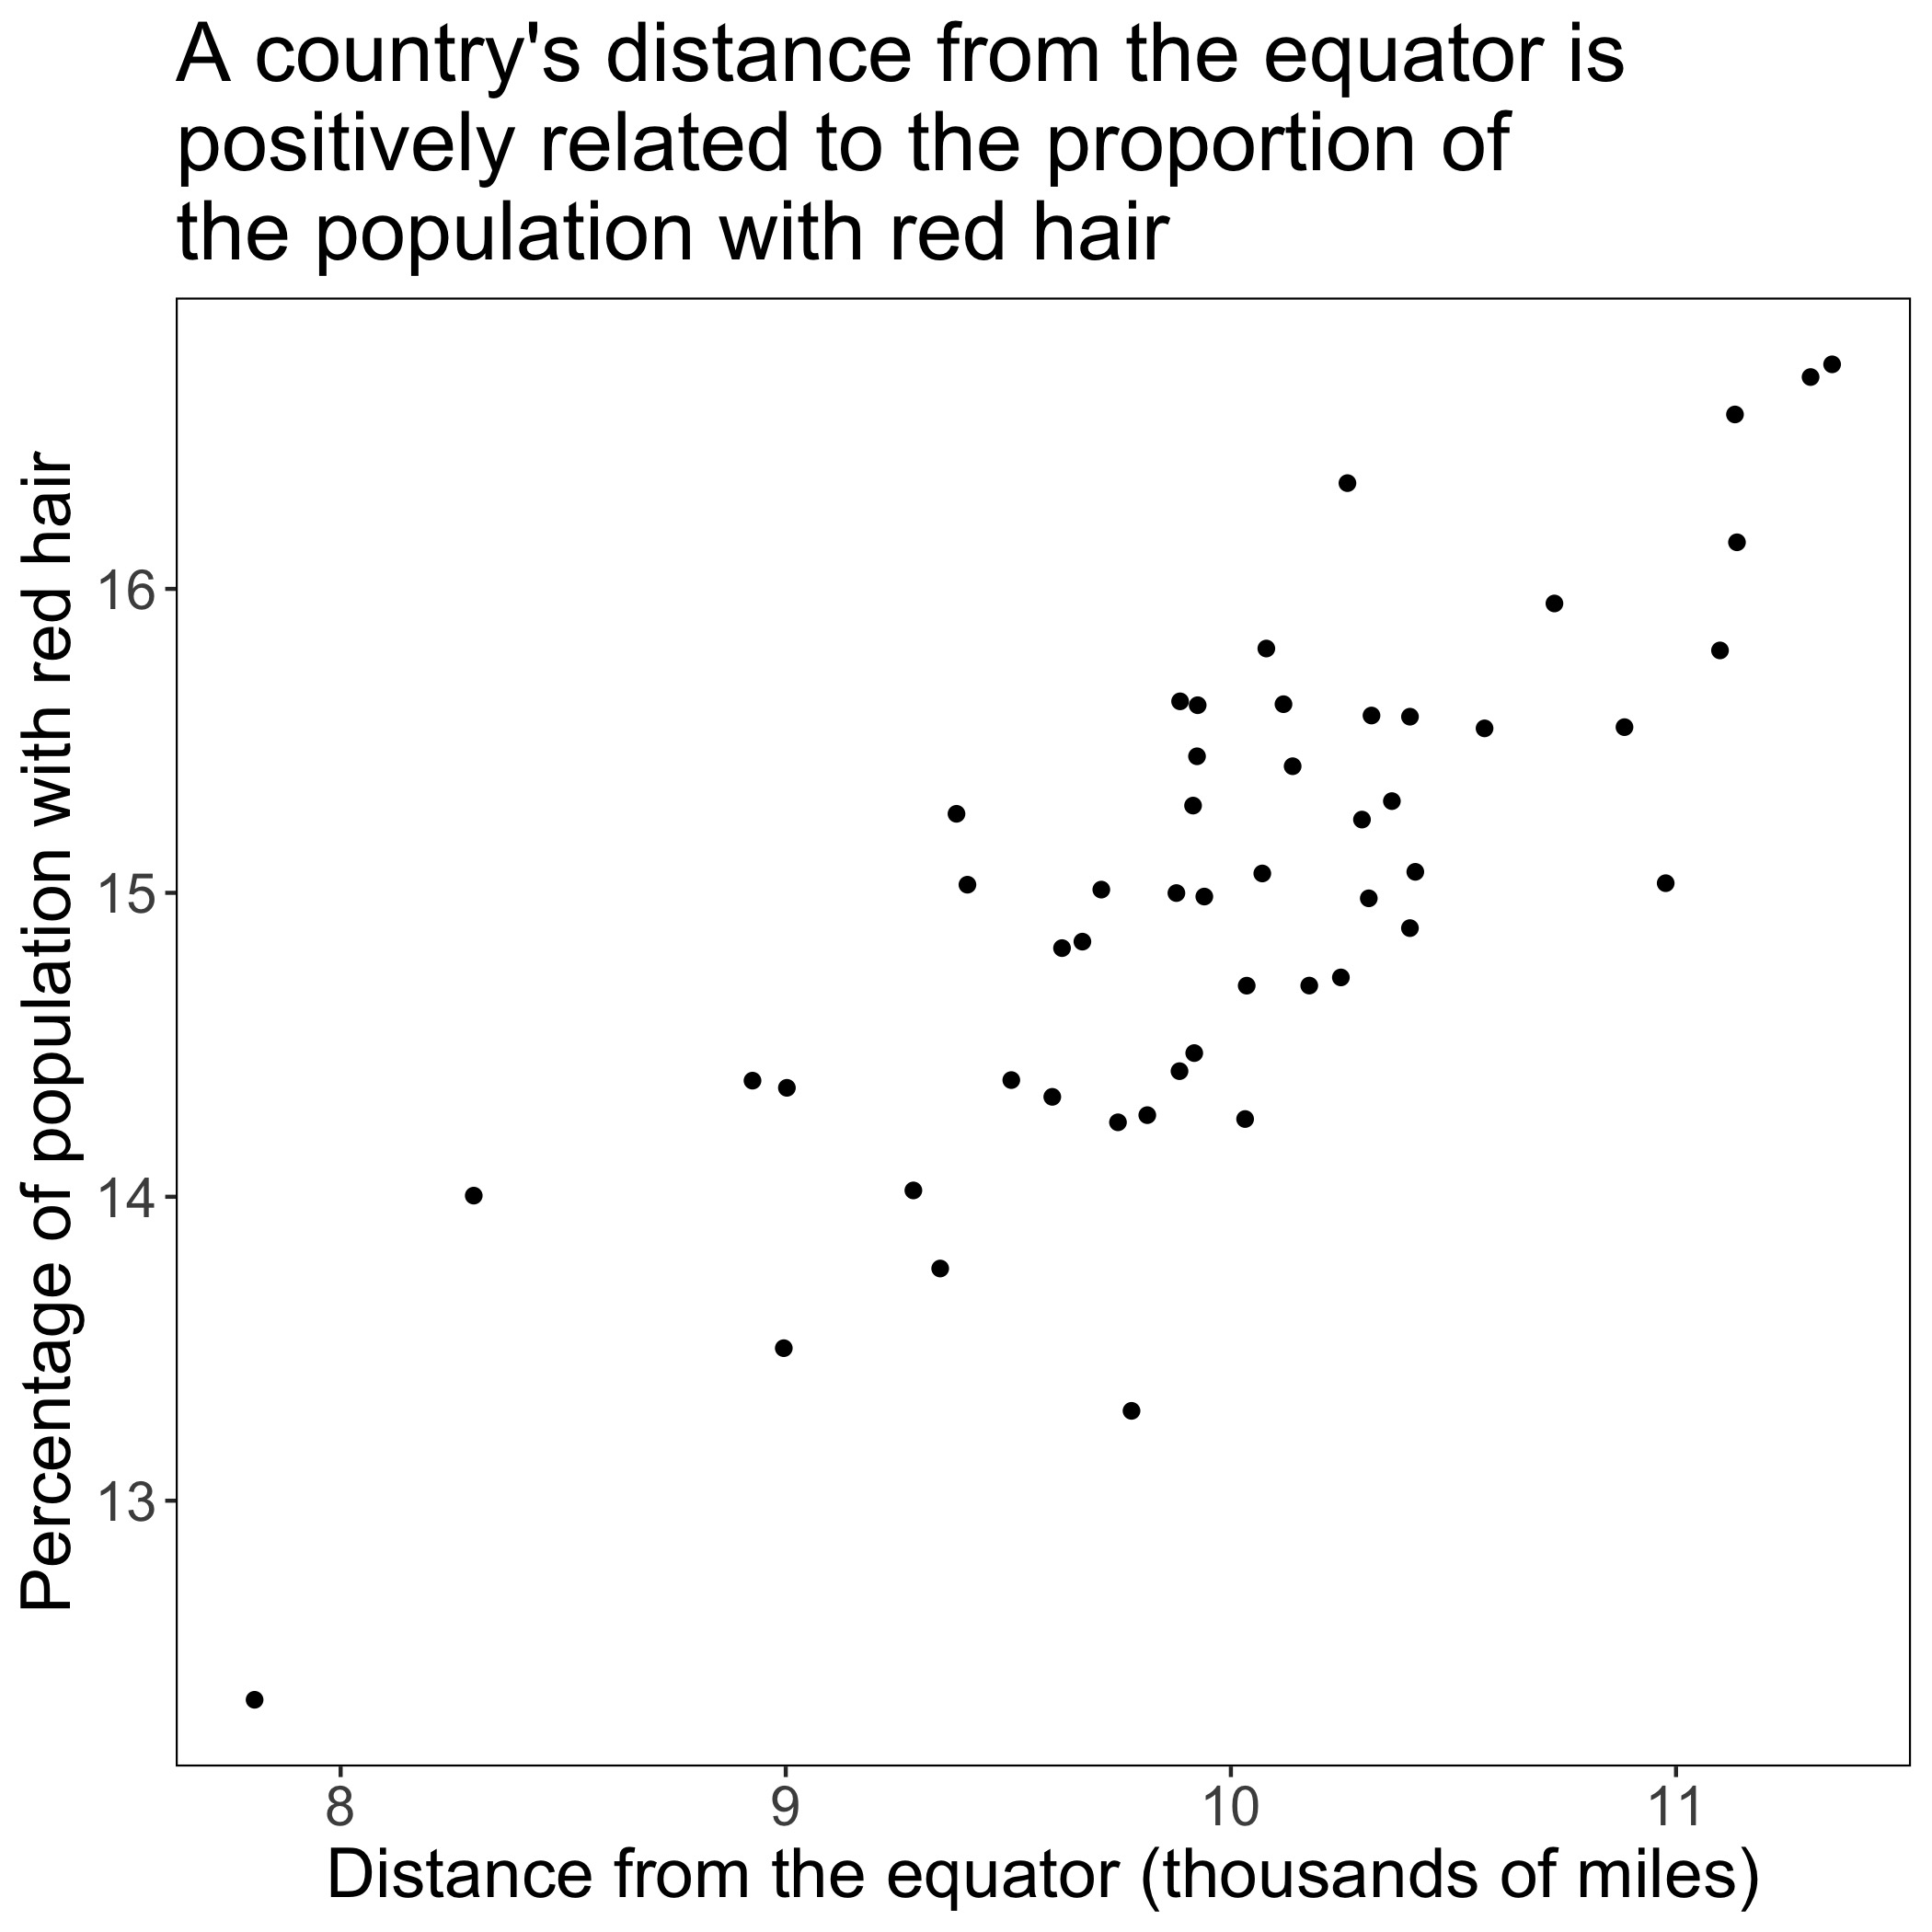 A country's distance from the equator is
positively related to the proportion of
the population with red hair
Percentage of population with red hair
16
15
14
13
8 9 10 11
Distance from the equator (thousands of miles)